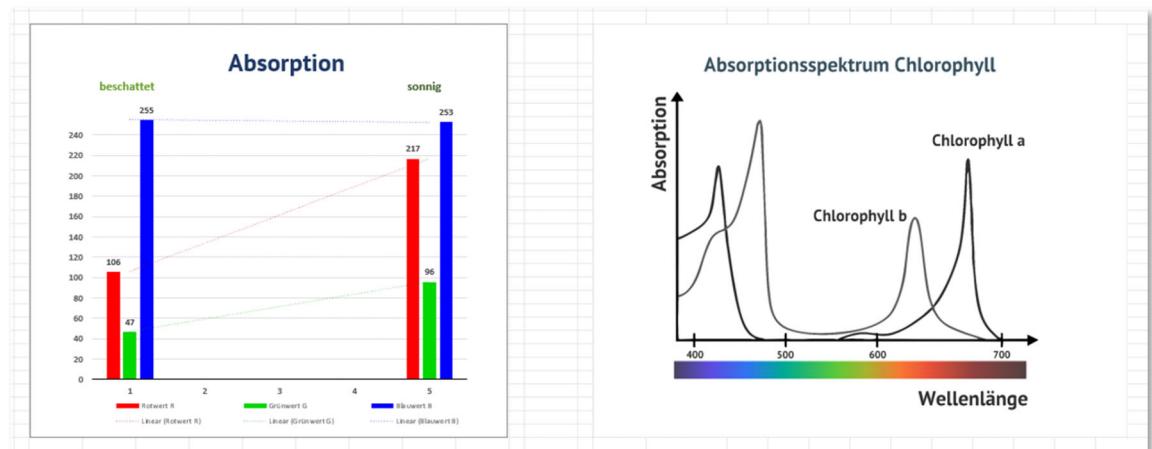 Absorption
beschattet
sonnig
255
253
240
220
217
200
180
160
140
120
106
100
96
80
60
47
40
20
0
1
2
3
4
5
Rotwert R
Grünwert G
Blauwert B
Linear (Rotwert R)
Linear (Grünwert G)
Linear (Blauwert B)
Absorptionsspektrum Chlorophyll
Absorption
Chlorophyll a
Chlorophyll b
400
500
600
700
Wellenlänge